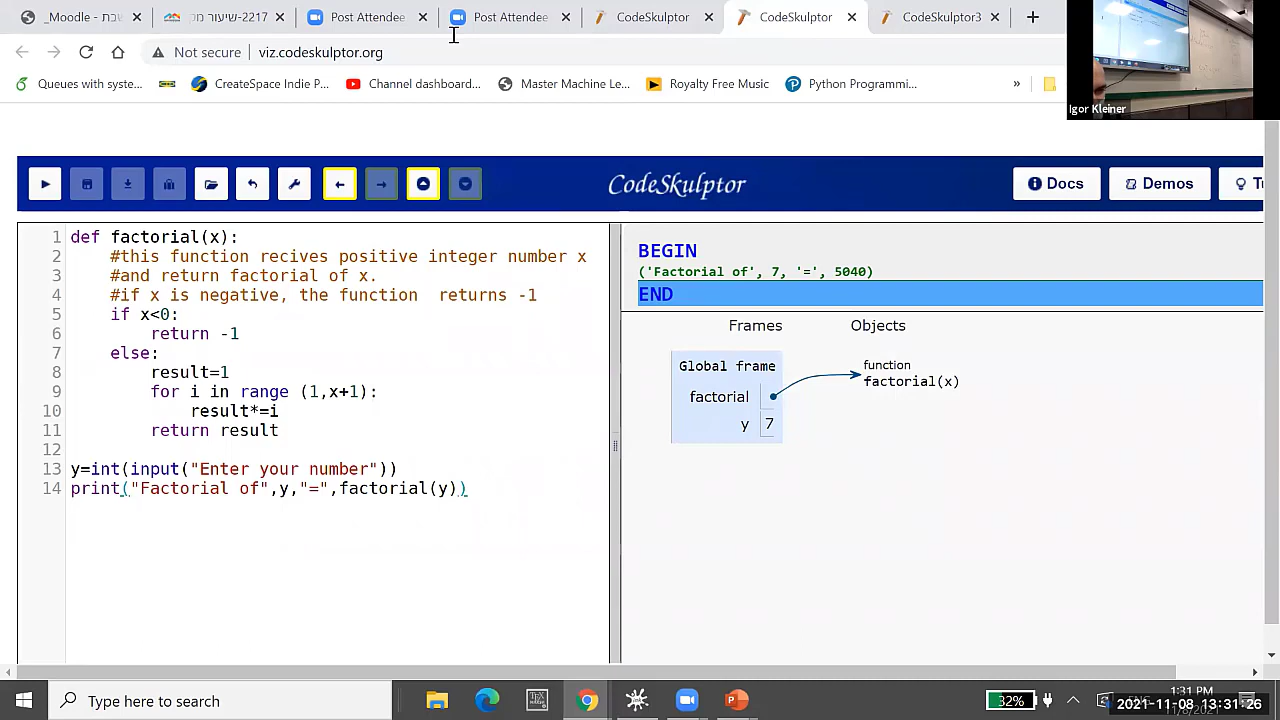 _Moodle - שבת
2217-שיעור מכ
Post Attendee
Post Attendee
CodeSkulptor
CodeSkulptor
CodeSkulptor3
Not secure
viz.codeskulptor.org
Queues with syste...
CreateSpace Indie P...
Channel dashboard...
Master Machine Le...
Royalty Free Music
Python Programmi...
»
Igor Kleiner
CodeSkulptor
Docs
Demos
1 def factorial(x):
2 #this function recives positive integer number x
3 #and return factorial of x.
4 #if x is negative, the function returns -1
5 if x<0:
6 return -1
7 else:
8 result=1
9 for i in range (1,x+1):
10 result*=i
11 return result
12
13 y=int(input("Enter your number"))
14 print("Factorial of",y,"=",factorial(y))
BEGIN
('Factorial of', 7, '=', 5040)
END
Frames Objects
Global frame
factorial
y 7
function
factorial(x)
Type here to search
32%
ENG
1:31 PM
2021-11-08 13:31:26